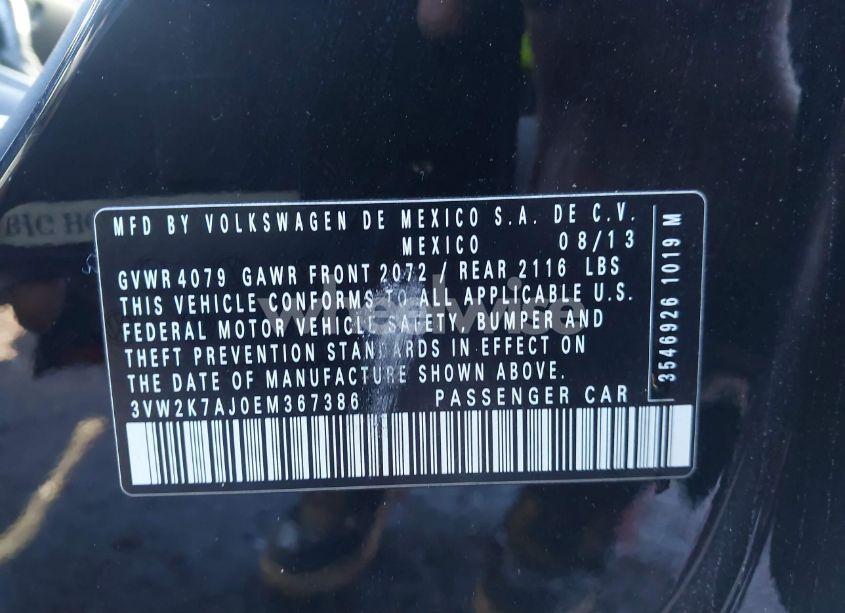 MFD BY VOLKSWAGEN DE MEXICO S.A. DE C.V.
MEXICO 08/13
GVWR 4079 GAWR FRONT 2072 / REAR 2116 LBS
THIS VEHICLE CONFORMS TO ALL APPLICABLE U.S.
FEDERAL MOTOR VEHICLE SAFETY, BUMPER AND
THEFT PREVENTION STANDARDS IN EFFECT ON
THE DATE OF MANUFACTURE SHOWN ABOVE.
3VW2K7AJ0EM367386 PASSENGER CAR
3546926 1019 M
wheelwise